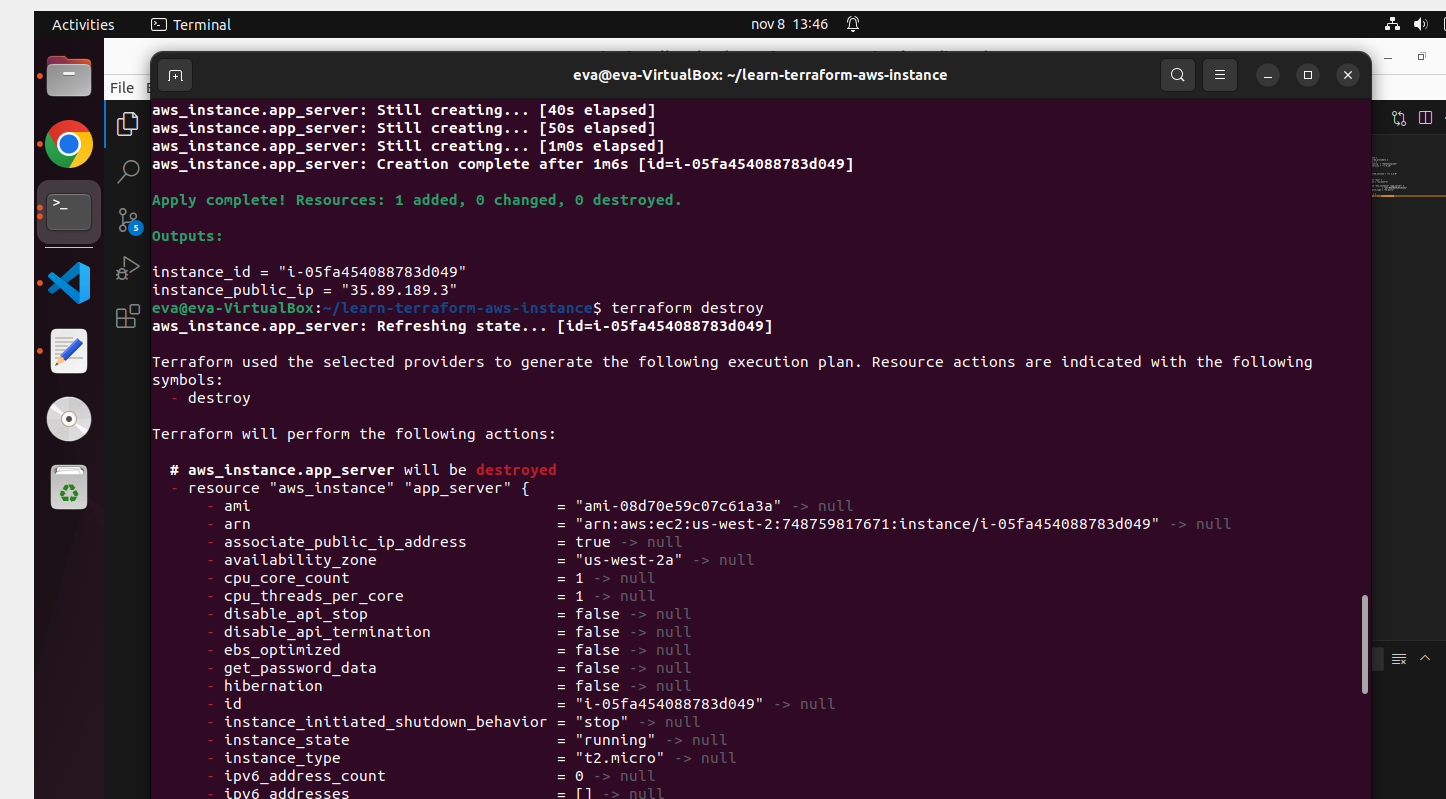 Activities
Terminal
nov 8 13:46
eva@eva-VirtualBox: ~/learn-terraform-aws-instance
File
aws_instance.app_server: Still creating... [40s elapsed]
aws_instance.app_server: Still creating... [50s elapsed]
aws_instance.app_server: Still creating... [1m0s elapsed]
aws_instance.app_server: Creation complete after 1m6s [id=i-05fa454088783d049]
Apply complete! Resources: 1 added, 0 changed, 0 destroyed.
Outputs:
instance_id = "i-05fa454088783d049"
instance_public_ip = "35.89.189.3"
eva@eva-VirtualBox:~/learn-terraform-aws-instance$ terraform destroy
aws_instance.app_server: Refreshing state... [id=i-05fa454088783d049]
Terraform used the selected providers to generate the following execution plan. Resource actions are indicated with the following
symbols:
- destroy
Terraform will perform the following actions:
# aws_instance.app_server will be destroyed
- resource "aws_instance" "app_server" {
- ami = "ami-08d70e59c07c61a3a" -> null
- arn = "arn:aws:ec2:us-west-2:748759817671:instance/i-05fa454088783d049" -> null
- associate_public_ip_address = true -> null
- availability_zone = "us-west-2a" -> null
- cpu_core_count = 1 -> null
- cpu_threads_per_core = 1 -> null
- disable_api_stop = false -> null
- disable_api_termination = false -> null
- ebs_optimized = false -> null
- get_password_data = false -> null
- hibernation = false -> null
- id = "i-05fa454088783d049" -> null
- instance_initiated_shutdown_behavior = "stop" -> null
- instance_state = "running" -> null
- instance_type = "t2.micro" -> null
- ipv6_address_count = 0 -> null
- ipv6_addresses = [] -> null
5